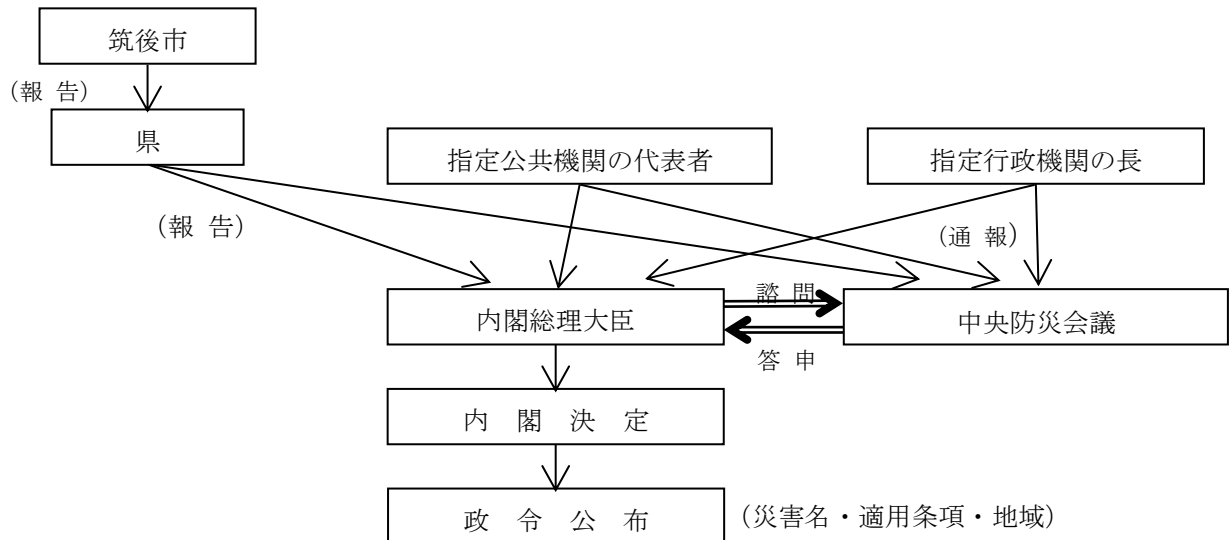 筑後市
(報 告)
県
指定公共機関の代表者
指定行政機関の長
(報 告)
(通 報)
諮 問
内閣総理大臣
中央防災会議
答 申
内 閣 決 定
政 令 公 布
(災害名・適用条項・地域)